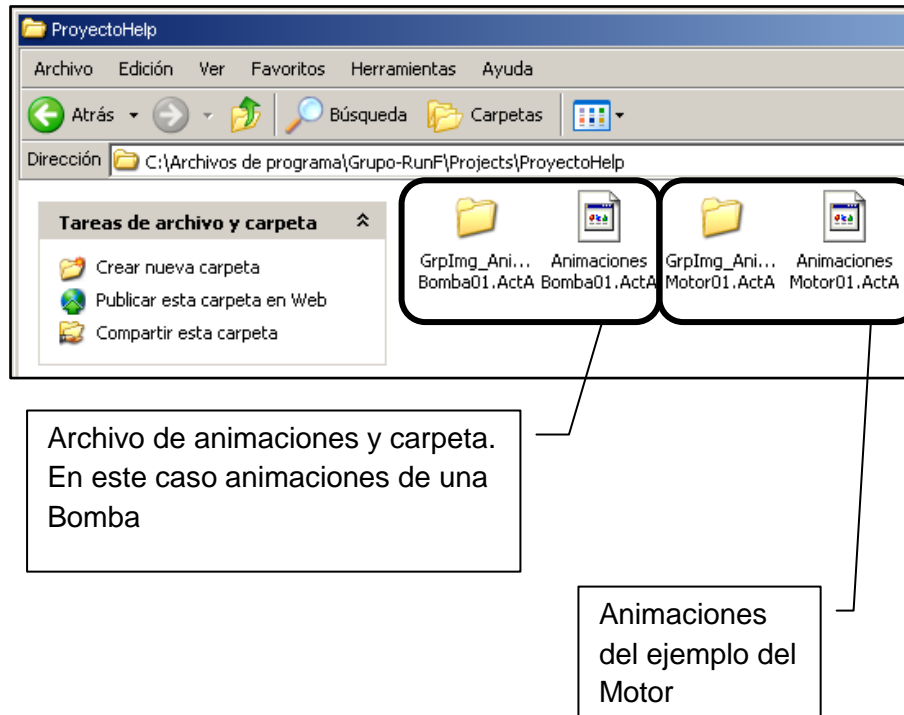 ProyectoHelp
Archivo Edición Ver Favoritos Herramientas Ayuda
Atrás Búsqueda Carpetas
Dirección C:\Archivos de programa\Grupo-RunF\Projects\ProyectoHelp
Tareas de archivo y carpeta
Crear nueva carpeta
Publicar esta carpeta en Web
Compartir esta carpeta
GrpImg_Ani...
Bomba01.ActA
Animaciones
Bomba01.ActA
GrpImg_Ani...
Motor01.ActA
Animaciones
Motor01.ActA
Archivo de animaciones y carpeta.
En este caso animaciones de una
Bomba
Animaciones
del ejemplo del
Motor